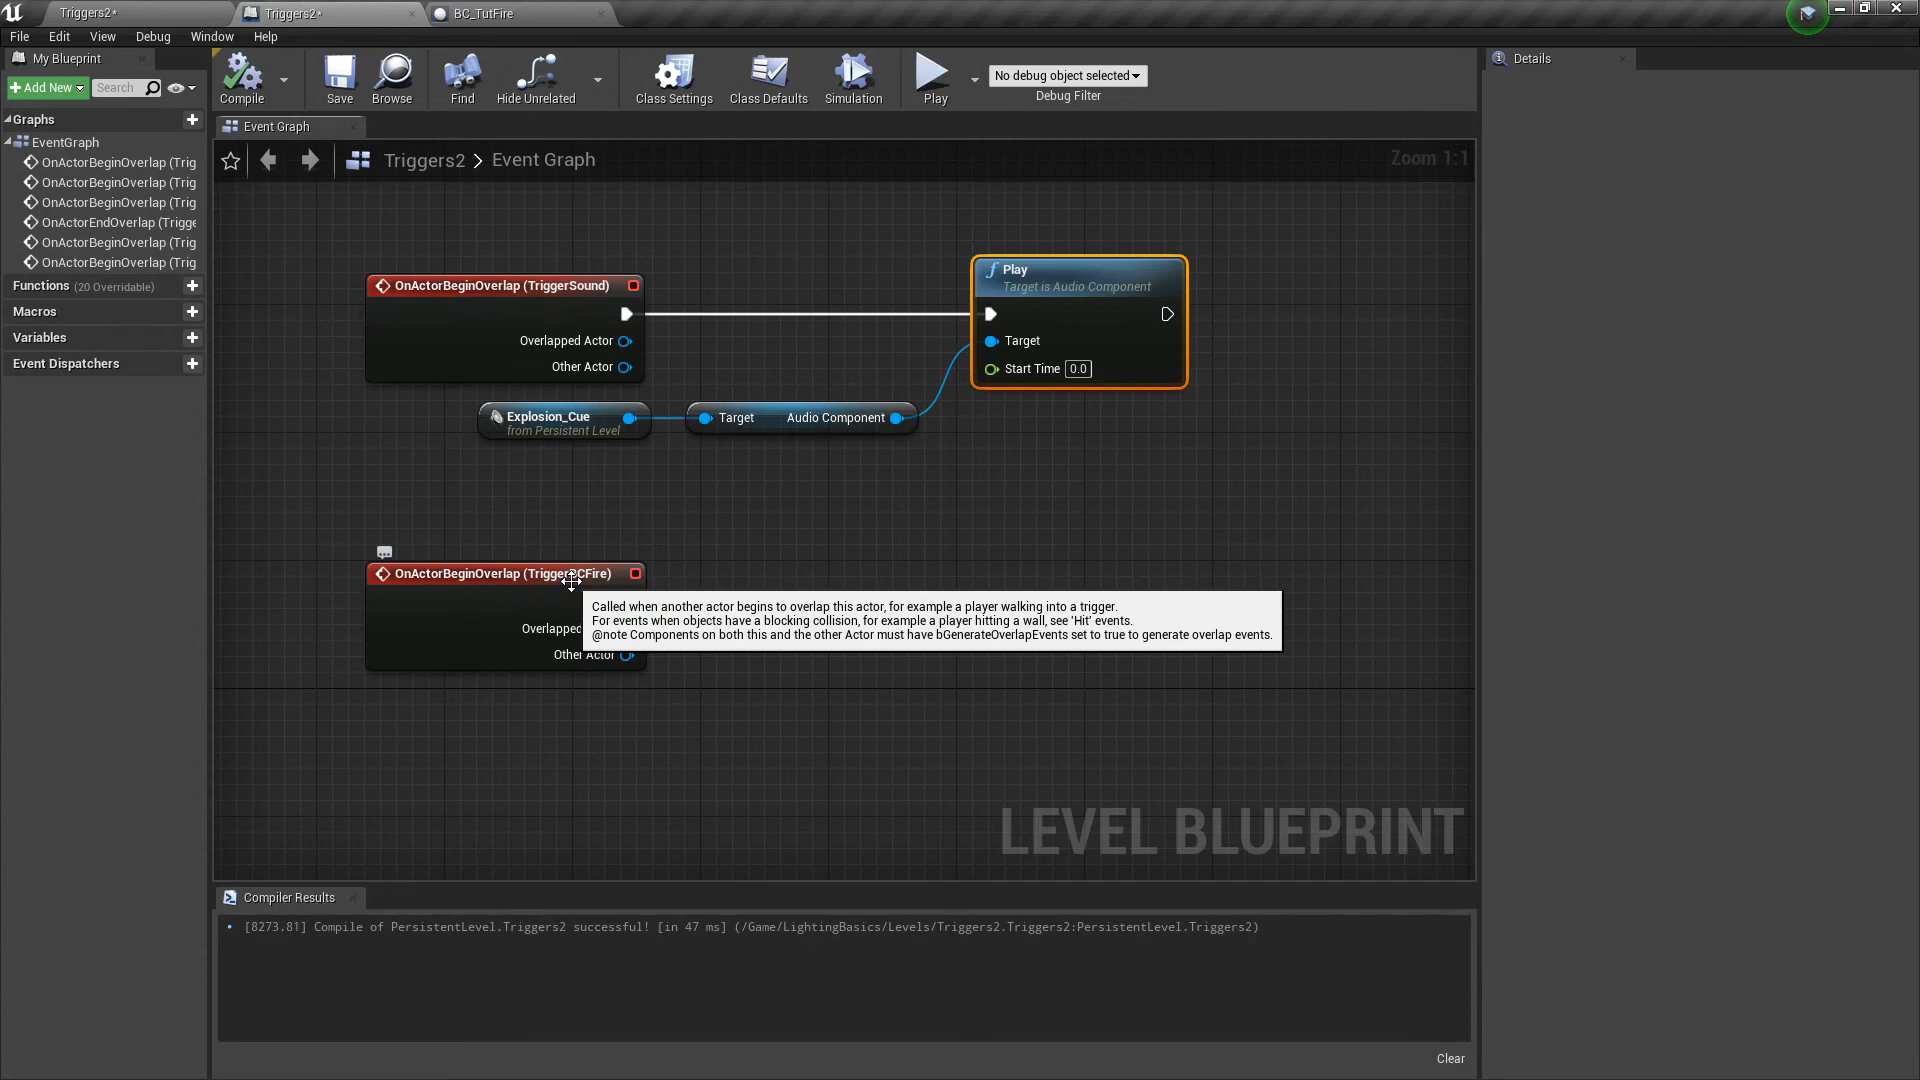 Triggers2*
Triggers2*
BC_TutFire
File Edit View Debug Window Help
My Blueprint
Add New
Search
Compile
Save
Browse
Find
Hide Unrelated
Class Settings
Class Defaults
Simulation
Play
No debug object selected
Debug Filter
Details
Graphs
EventGraph
OnActorBeginOverlap (Trig
OnActorBeginOverlap (Trig
OnActorBeginOverlap (Trig
OnActorEndOverlap (Trigge
OnActorBeginOverlap (Trig
OnActorBeginOverlap (Trig
Functions (20 Overridable)
Macros
Variables
Event Dispatchers
Event Graph
Triggers2 > Event Graph
Zoom 1:1
OnActorBeginOverlap (TriggerSound)
Overlapped Actor
Other Actor
Play
Target is Audio Component
Target
Start Time 0.0
Explosion_Cue
from Persistent Level
Target Audio Component
OnActorBeginOverlap (TriggerBCFire)
Overlapped
Other Actor
Called when another actor begins to overlap this actor, for example a player walking into a trigger.
For events when objects have a blocking collision, for example a player hitting a wall, see 'Hit' events.
@note Components on both this and the other Actor must have bGenerateOverlapEvents set to true to generate overlap events.
LEVEL BLUEPRINT
Compiler Results
[8273.81] Compile of PersistentLevel.Triggers2 successful! [in 47 ms] (/Game/LightingBasics/Levels/Triggers2.Triggers2:PersistentLevel.Triggers2)
Clear